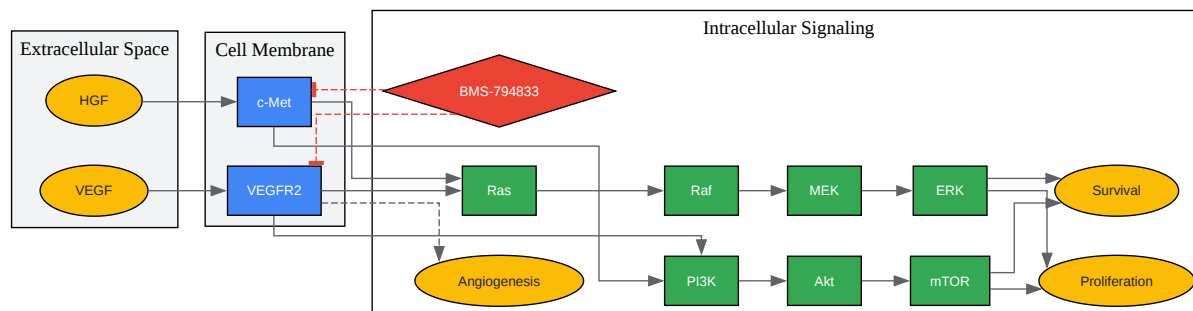 Extracellular Space
Cell Membrane
Intracellular Signaling
HGF
c-Met
BMS-794833
VEGF
VEGFR2
Ras
Raf
MEK
ERK
Survival
Angiogenesis
PI3K
Akt
mTOR
Proliferation